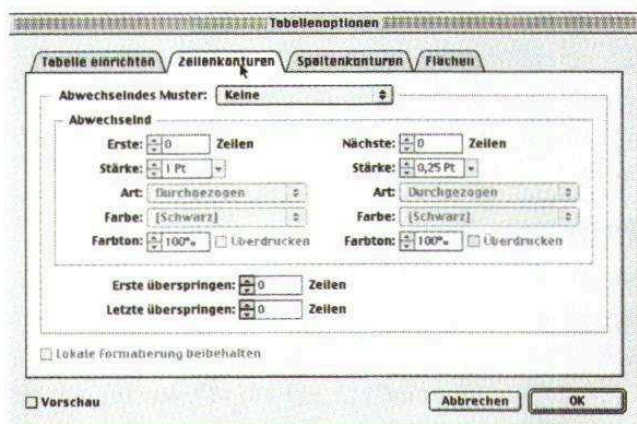 Tabellenoptionen
Tabelle einrichten Zeilenkonturen Spaltenkonturen Flächen
Abwechselndes Muster: Keine
Abwechselnd
Erste: 0 Zeilen Nächste: 0 Zeilen
Stärke: 1 Pt Stärke: 0,25 Pt
Art: Durchgezogen Art: Durchgezogen
Farbe: [Schwarz] Farbe: [Schwarz]
Farbton: 100% Überdrucken Farbton: 100% Überdrucken
Erste überspringen: 0 Zeilen
Letzte überspringen: 0 Zeilen
Lokale Formatierung beibehalten
Vorschau Abbrechen OK